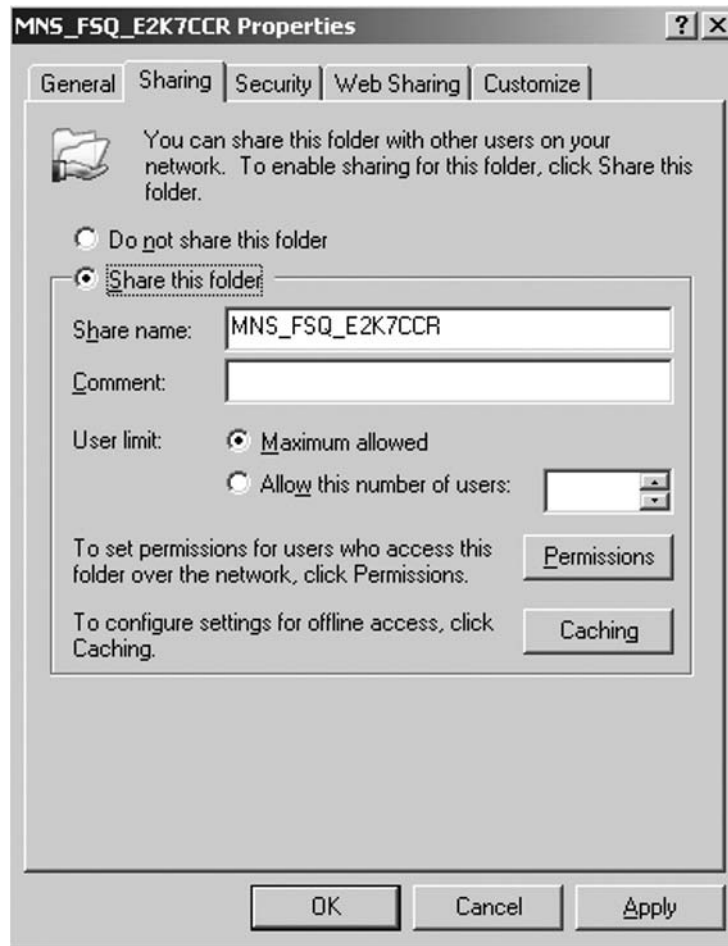 MNS_FSQ_E2K7CCR Properties
? X
General Sharing Security Web Sharing Customize
You can share this folder with other users on your
network. To enable sharing for this folder, click Share this
folder.
Do not share this folder
Share this folder
Share name: MNS_FSQ_E2K7CCR
Comment:
User limit: Maximum allowed
Allow this number of users:
To set permissions for users who access this
folder over the network, click Permissions.
Permissions
To configure settings for offline access, click
Caching.
Caching
OK Cancel Apply